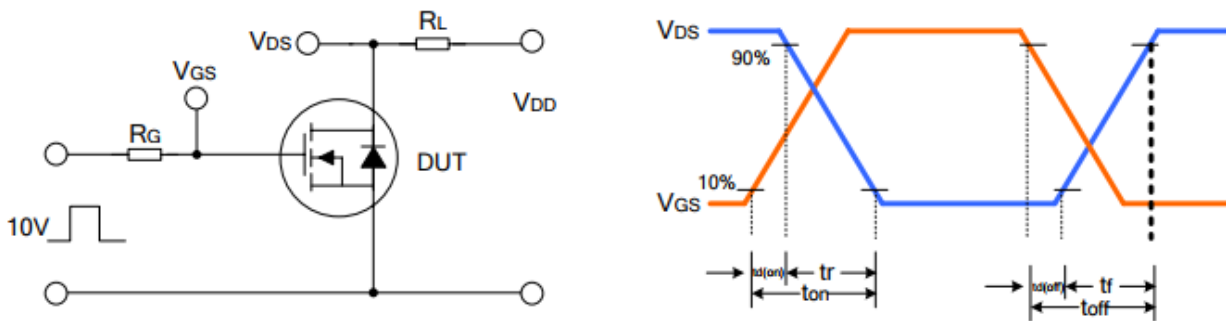 VDS
RL
VGS
VDD
RG
DUT
10V
VDS
90%
10%
VGS
td(on)
tr
ton
td(off)
tf
toff